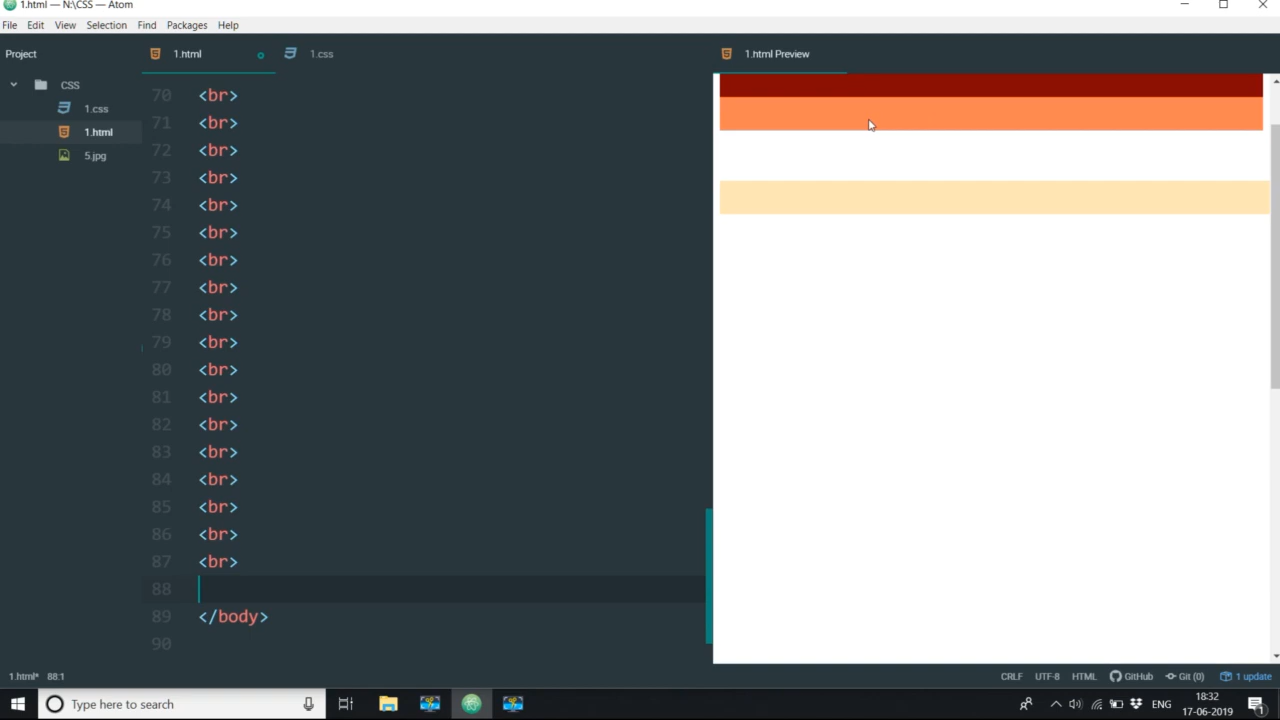 1.html — N:\CSS — Atom
File Edit View Selection Find Packages Help
Project
1.html
1.css
1.html Preview
CSS
1.css
1.html
5.jpg
70 <br>
71 <br>
72 <br>
73 <br>
74 <br>
75 <br>
76 <br>
77 <br>
78 <br>
79 <br>
80 <br>
81 <br>
82 <br>
83 <br>
84 <br>
85 <br>
86 <br>
87 <br>
88
89 </body>
90
1.html* 88:1
CRLF UTF-8 HTML GitHub Git (0) 1 update
Type here to search
ENG
18:32
17-06-2019
1